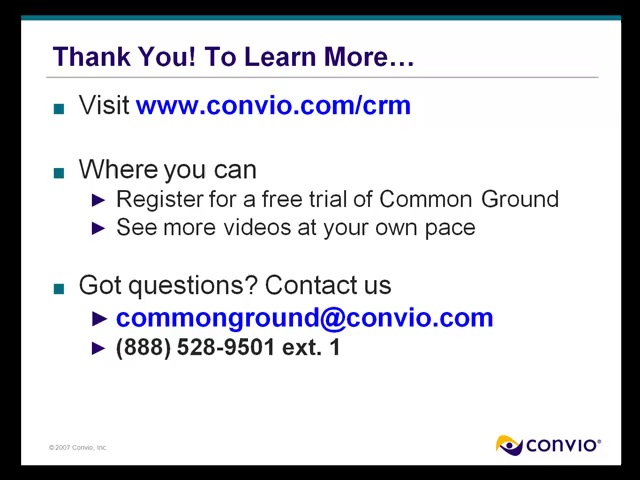 Thank You! To Learn More…
Visit www.convio.com/crm
Where you can
Register for a free trial of Common Ground
See more videos at your own pace
Got questions? Contact us
commonground@convio.com
(888) 528-9501 ext. 1
©2007 Convio, Inc.
CONVIO®